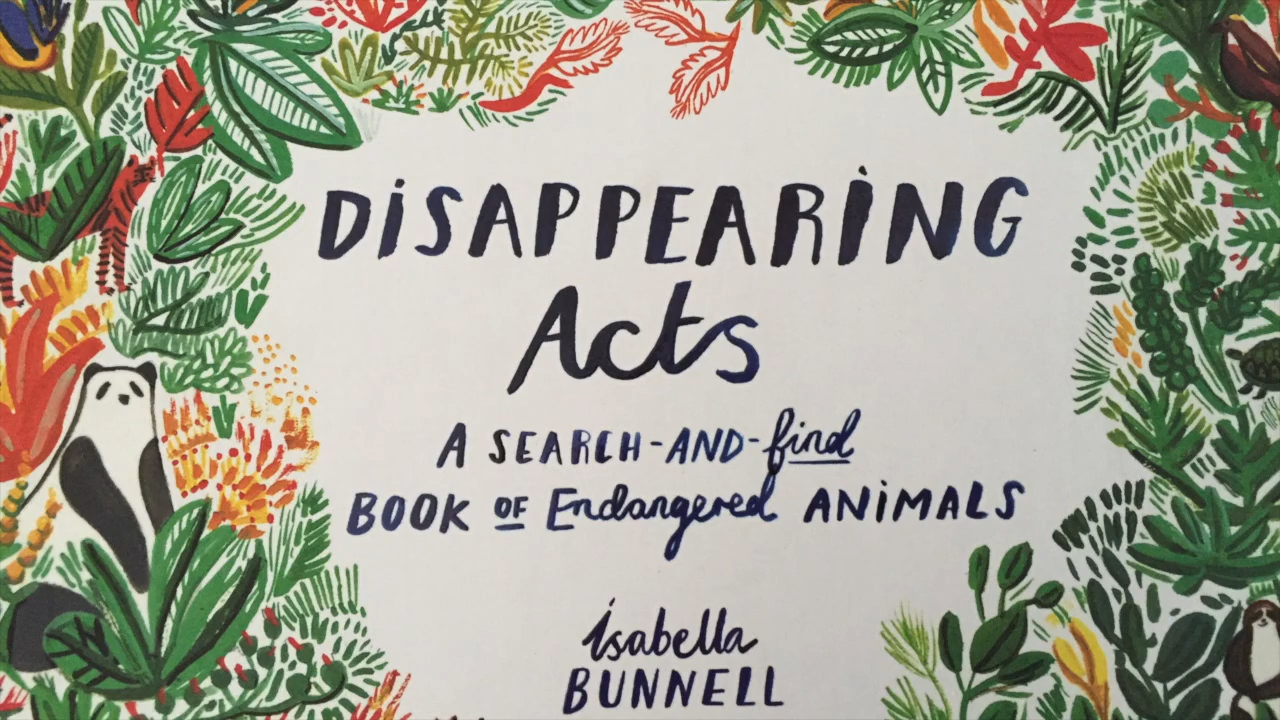 DiSAPPEARiNG
Acts
A SEARCH-AND-find
BOOK OF Endangered ANiMALS
isabella
BUNNELL